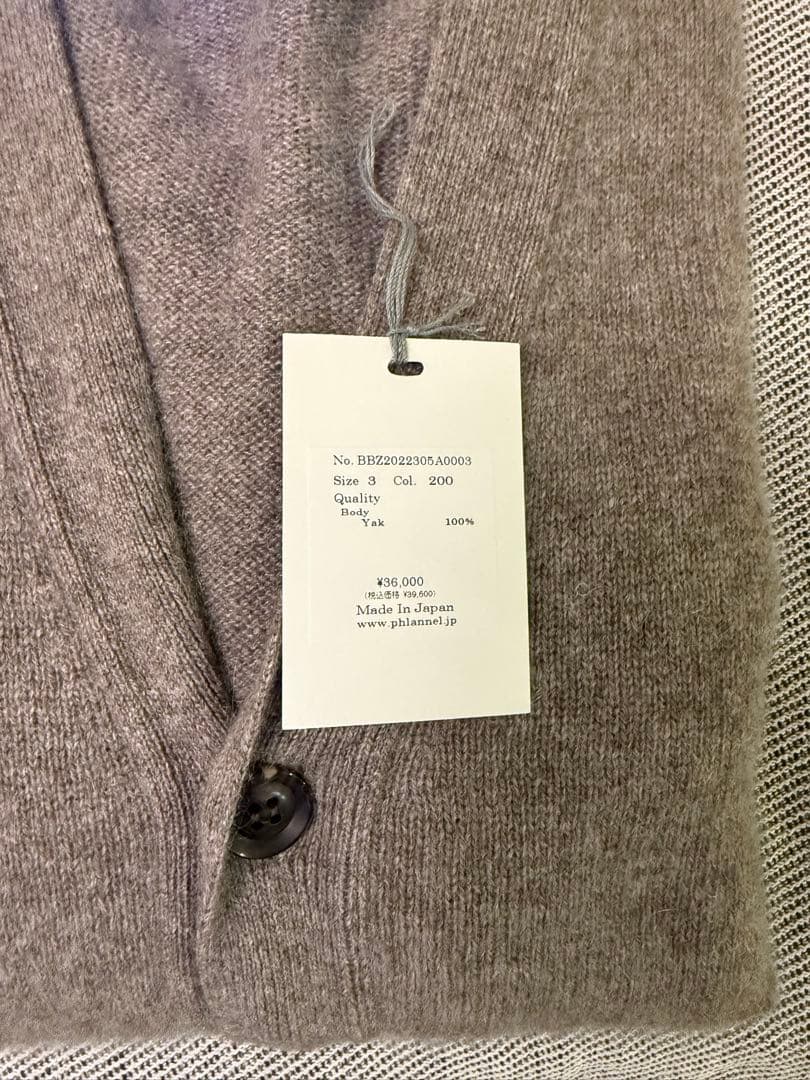 No. BBZ2022305A0003
Size 3 Col. 200
Quality
Body
Yak 100%
¥36,000
(税込価格 ¥39,600)
Made In Japan
www.phlannel.jp